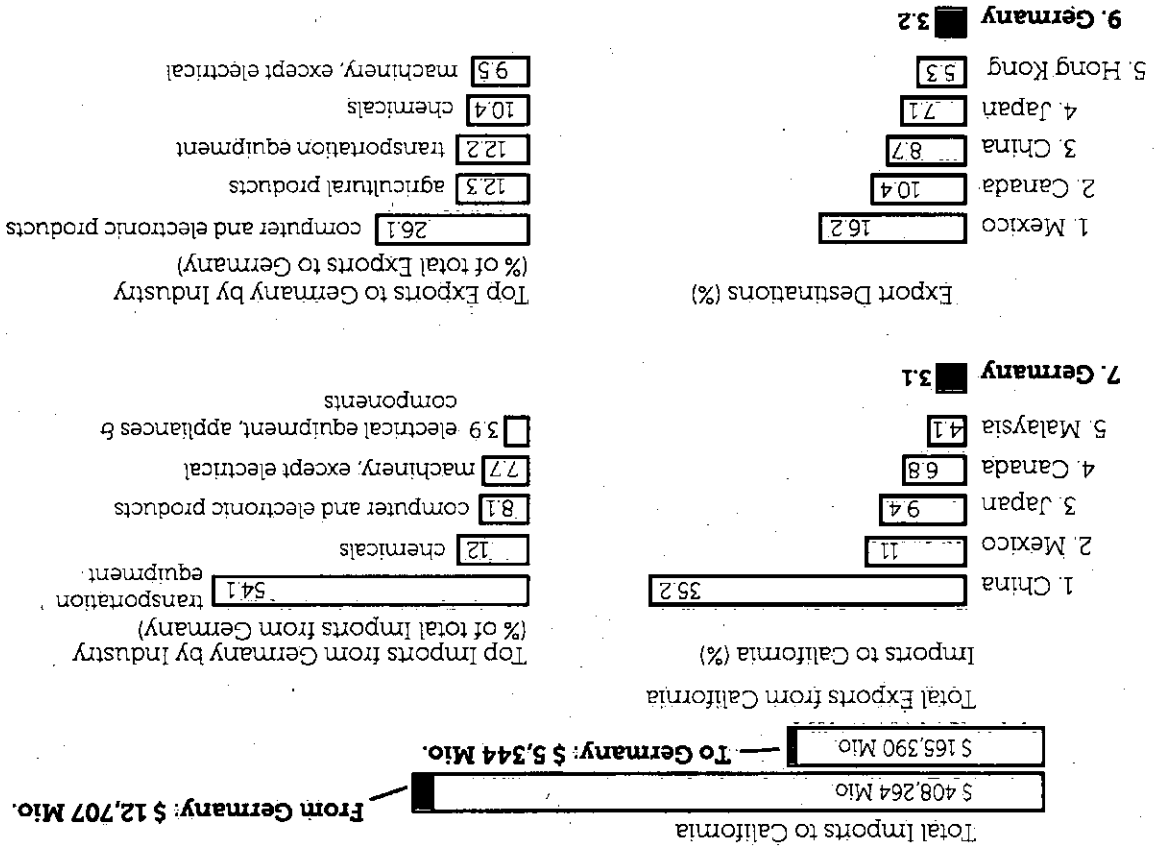 Total Imports to California
$ 408,264 Mio.
From Germany: $ 12,707 Mio.
$ 165,390 Mio.
To Germany: $ 5,344 Mio.
Total Exports from California
Imports to California (%)
1. China 35.2
2. Mexico 11
3. Japan 9.4
4. Canada 6.8
5. Malaysia 4.1
7. Germany 3.1
Top Imports from Germany by Industry
(% of total Imports from Germany)
54.1 transportation
equipment
12 chemicals
8.1 computer and electronic products
7.7 machinery, except electrical
3.9 electrical equipment, appliances &
components
Export Destinations (%)
1. Mexico 16.2
2. Canada 10.4
3. China 8.7
4. Japan 7.1
5. Hong Kong 5.3
9. Germany 3.2
Top Exports to Germany by Industry
(% of total Exports to Germany)
26.1 computer and electronic products
12.3 agricultural products
12.2 transportation equipment
10.4 chemicals
9.5 machinery, except electrical